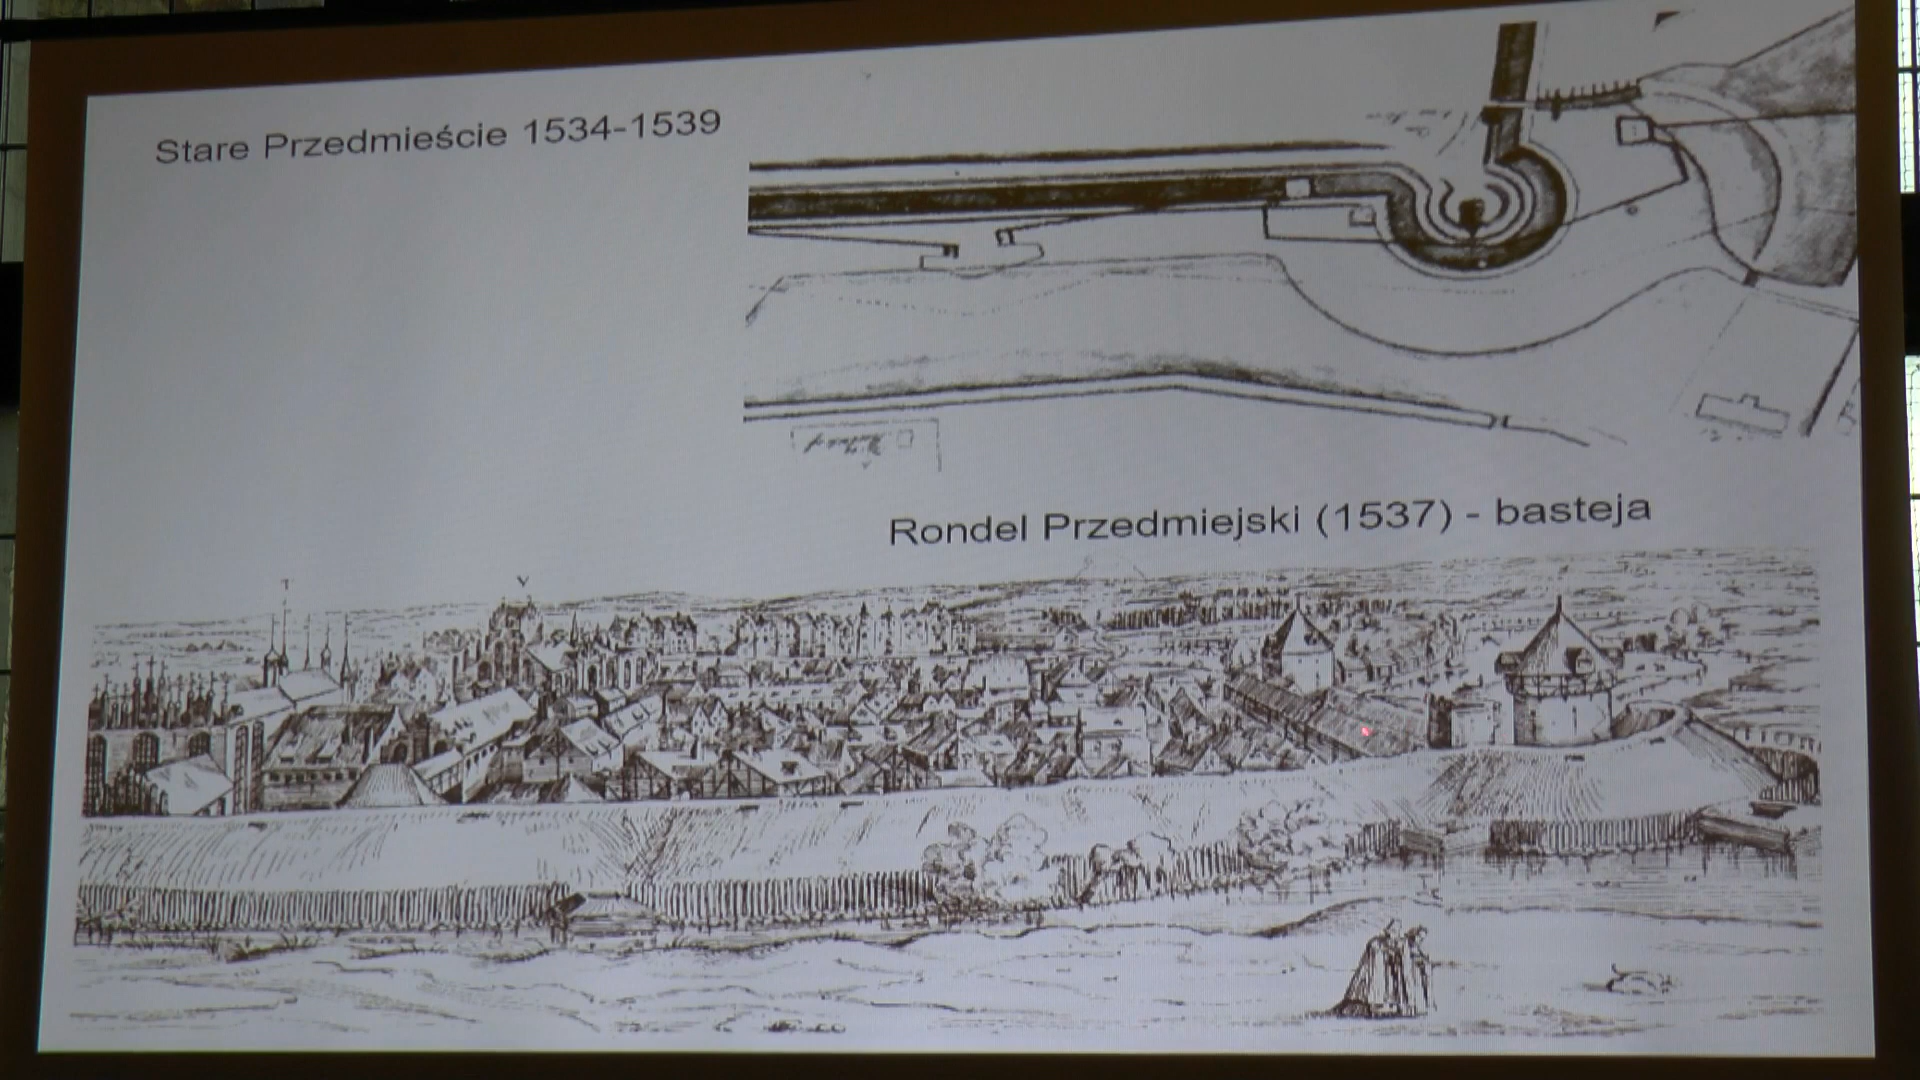 Stare Przedmieście 1534-1539
Rondel Przedmiejski (1537) - basteja
T
V